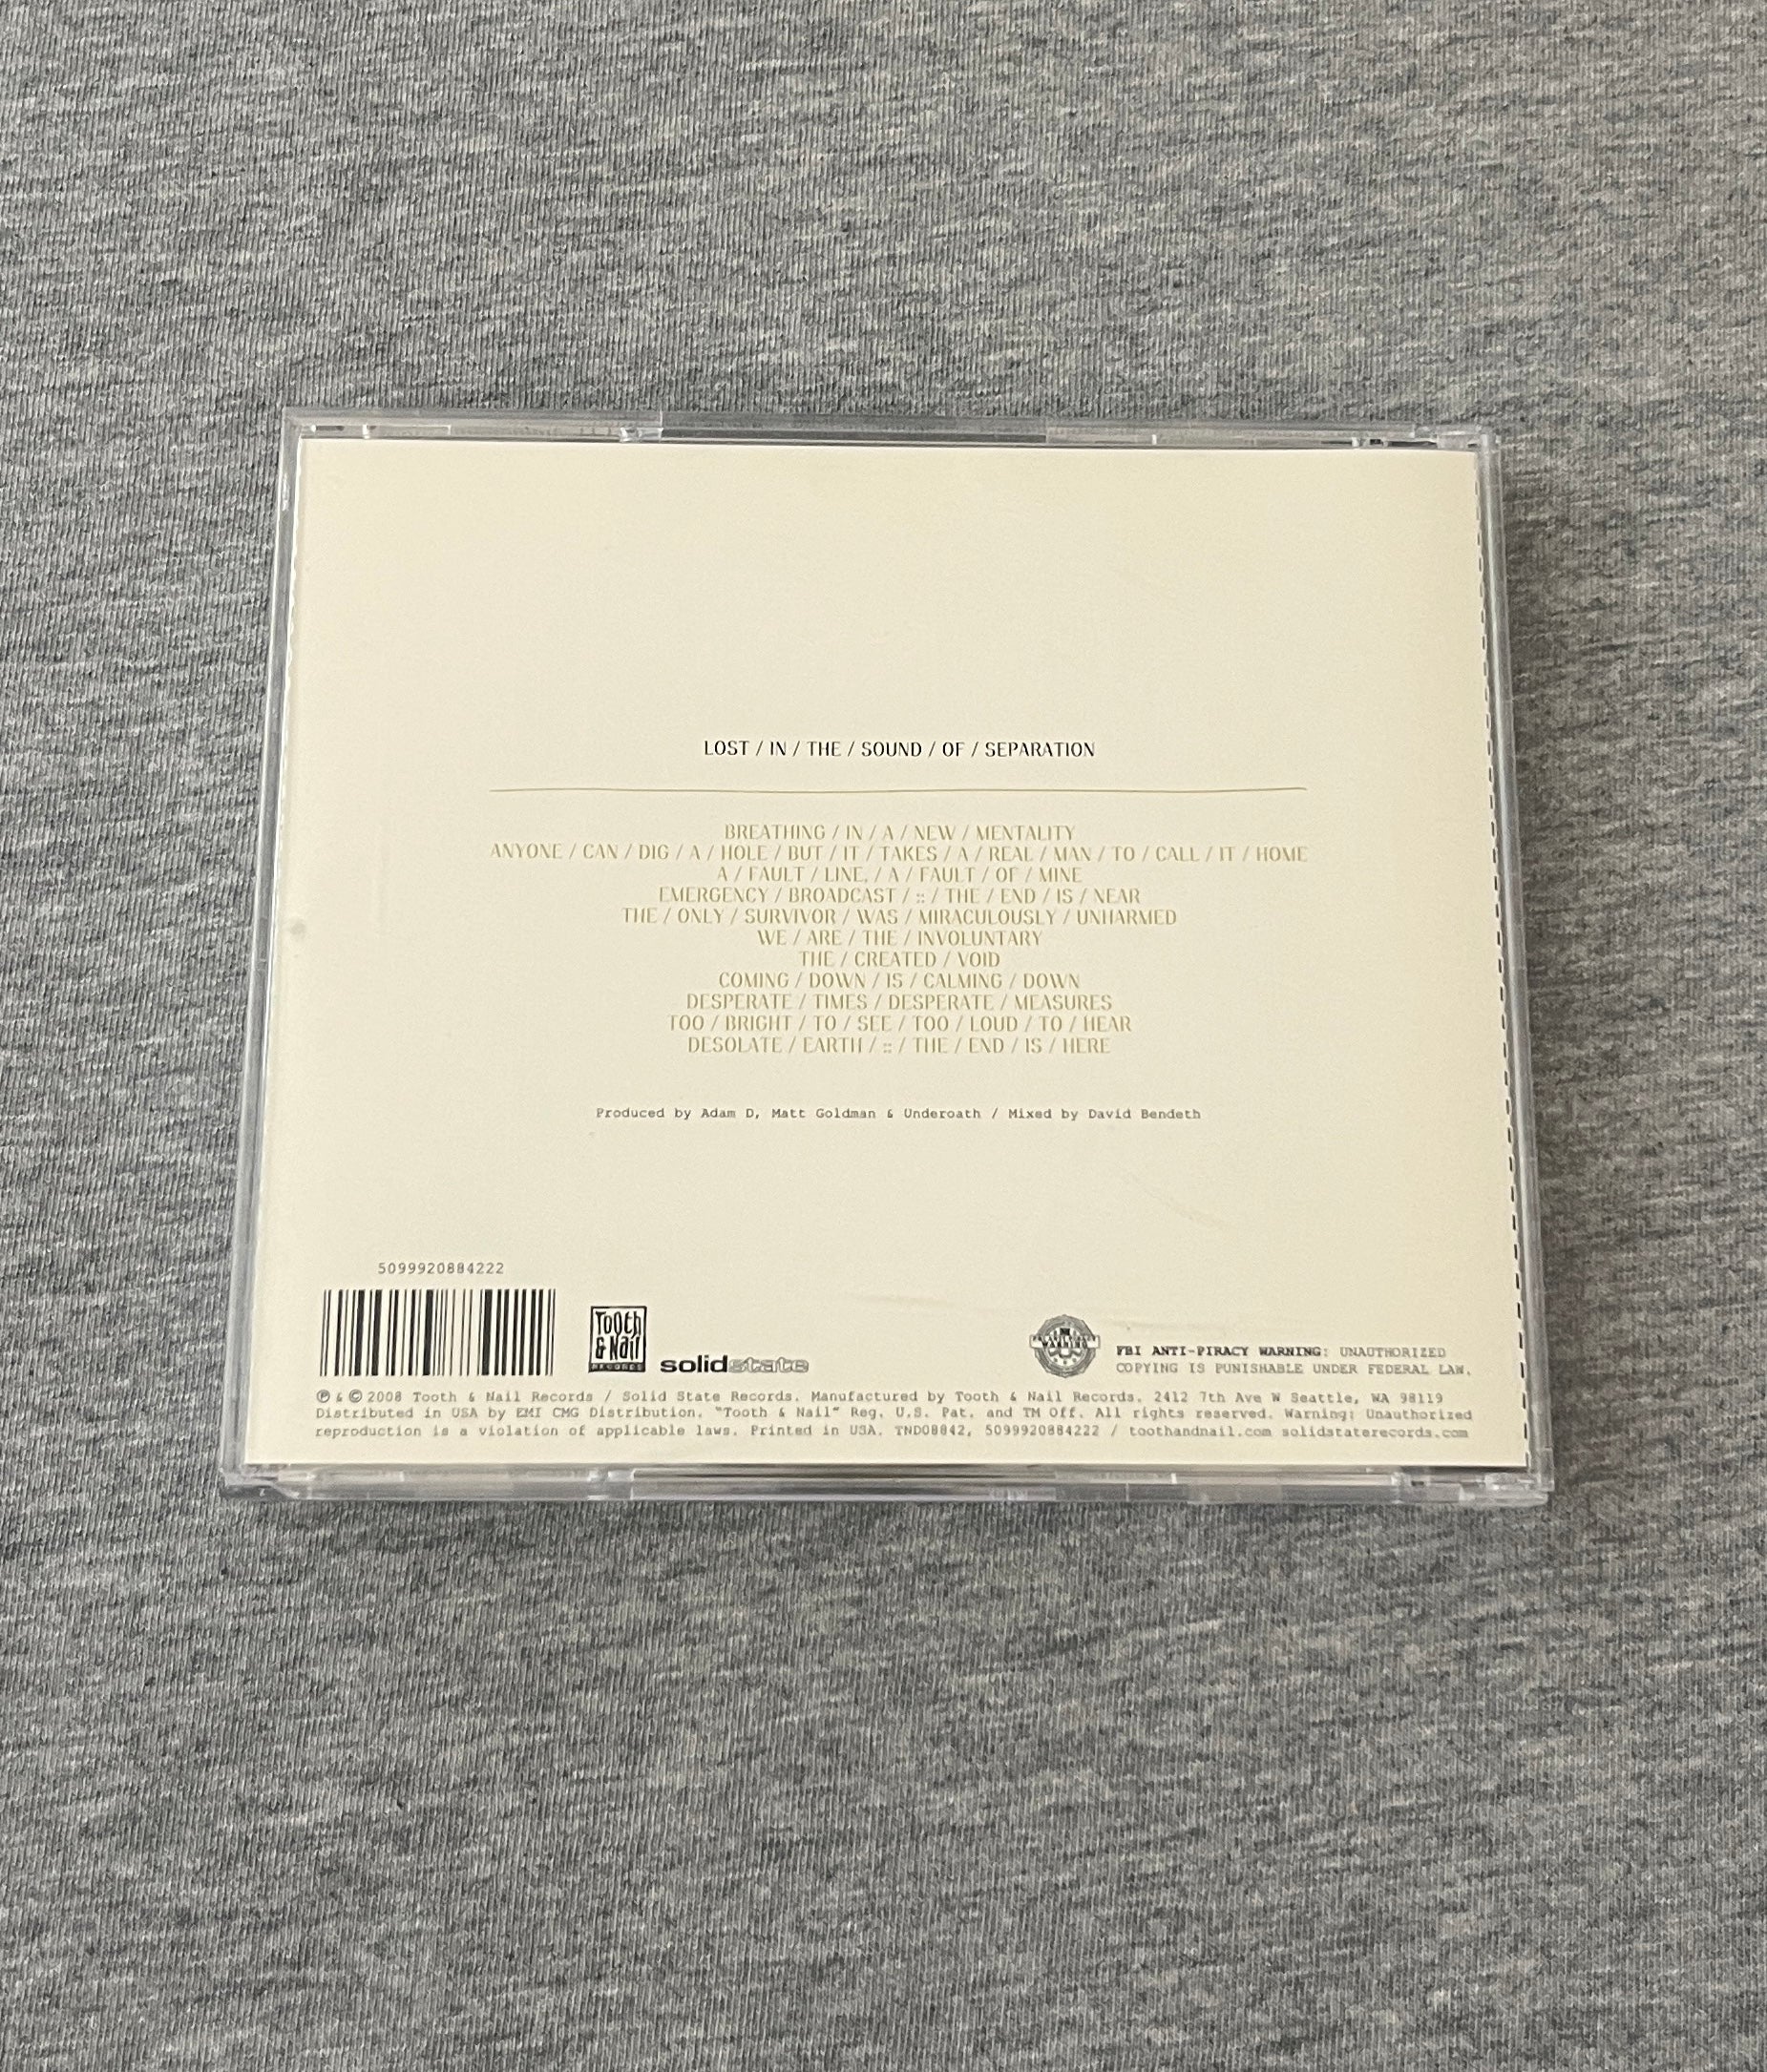 LOST / IN / THE / SOUND / OF / SEPARATION
BREATHING / IN / A / NEW / MENTALITY
ANYONE / CAN / DIG / A / HOLE / BUT / IT / TAKES / A / REAL / MAN / TO / CALL / IT / HOME
A / FAULT / LINE, / A / FAULT / OF / MINE
EMERGENCY / BROADCAST / :: / THE / END / IS / NEAR
THE / ONLY / SURVIVOR / WAS / MIRACULOUSLY / UNHARMED
WE / ARE / THE / INVOLUNTARY
THE / CREATED / VOID
COMING / DOWN / IS / CALMING / DOWN
DESPERATE / TIMES / DESPERATE / MEASURES
TOO / BRIGHT / TO / SEE / TOO / LOUD / TO / HEAR
DESOLATE / EARTH / :: / THE / END / IS / HERE
Produced by Adam D, Matt Goldman & Underoath / Mixed by David Bendeth
5099920884222
Tooth
& Nail
RECORDS
solidstate
WARNING
FBI ANTI-PIRACY WARNING: UNAUTHORIZED
COPYING IS PUNISHABLE UNDER FEDERAL LAW.
℗ & © 2008 Tooth & Nail Records / Solid State Records. Manufactured by Tooth & Nail Records. 2412 7th Ave W Seattle, WA 98119
Distributed in USA by EMI CMG Distribution. "Tooth & Nail" Reg. U.S. Pat. and TM Off. All rights reserved. Warning: Unauthorized
reproduction is a violation of applicable laws. Printed in USA. TND08842, 5099920884222 / toothandnail.com solidstaterecords.com